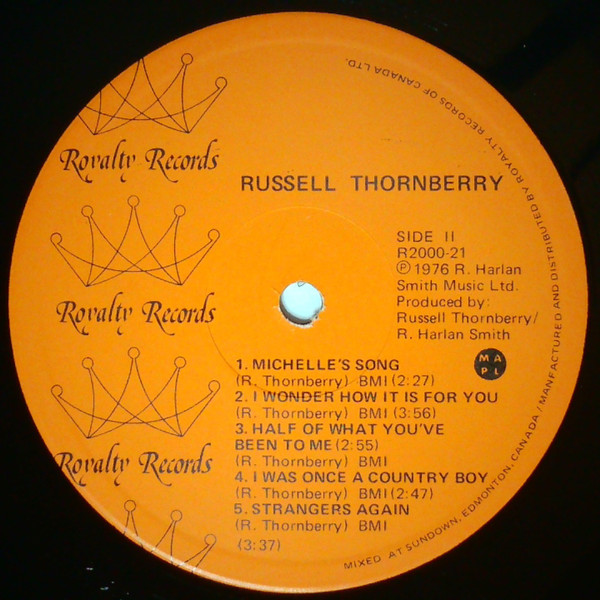 Royalty Records
RUSSELL THORNBERRY
SIDE II
R2000-21
Ⓟ 1976 R. Harlan
Smith Music Ltd.
Produced by:
Russell Thornberry/
R. Harlan Smith
Royalty Records
M A
P L
1. MICHELLE'S SONG
(R. Thornberry) BMI (2:27)
2. I WONDER HOW IT IS FOR YOU
(R. Thornberry) BMI (3:56)
3. HALF OF WHAT YOU'VE
BEEN TO ME (2:55)
(R. Thornberry) BMI
4. I WAS ONCE A COUNTRY BOY
(R. Thornberry) BMI (2:47)
5. STRANGERS AGAIN
(R. Thornberry) BMI
(3:37)
Royalty Records
MIXED AT SUNDOWN, EDMONTON, CANADA / MANFACTURED AND DISTRIBUTED BY ROYALTY RECORDS OF CANADA LTD.